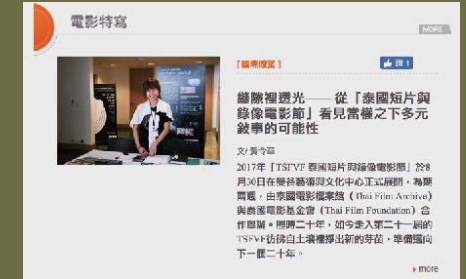 電影特寫
MORE
讚 1
縫隙裡透光——從「泰國短片與
錄像電影節」看見當權之下多元
敘事的可能性
文/黃令華
2017年「TSFVF 泰國短片與錄像電影節」於8
月30日在曼谷藝術與文化中心正式展開，為期
兩週，由泰國電影檔案館（Thai Film Archive）
與泰國電影基金會（Thai Film Foundation）合
作舉辦。歷時二十年，如今走入第二十一屆的
TSFVF彷彿自土壤裡掙出新的芽苗，準備邁向
下一個二十年。
more